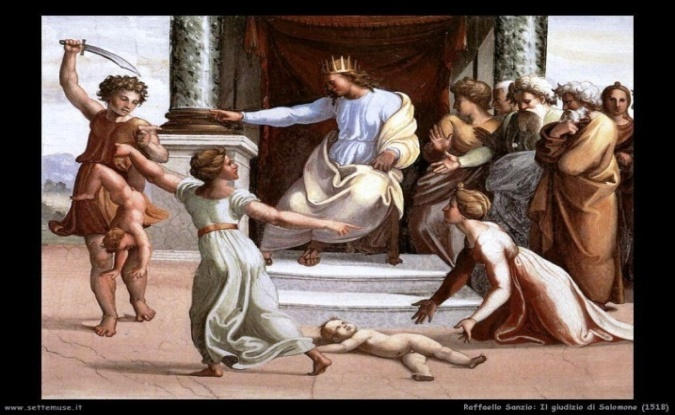 www.settemuse.it
Raffaello Sanzio: Il giudizio di Salomone (1518)